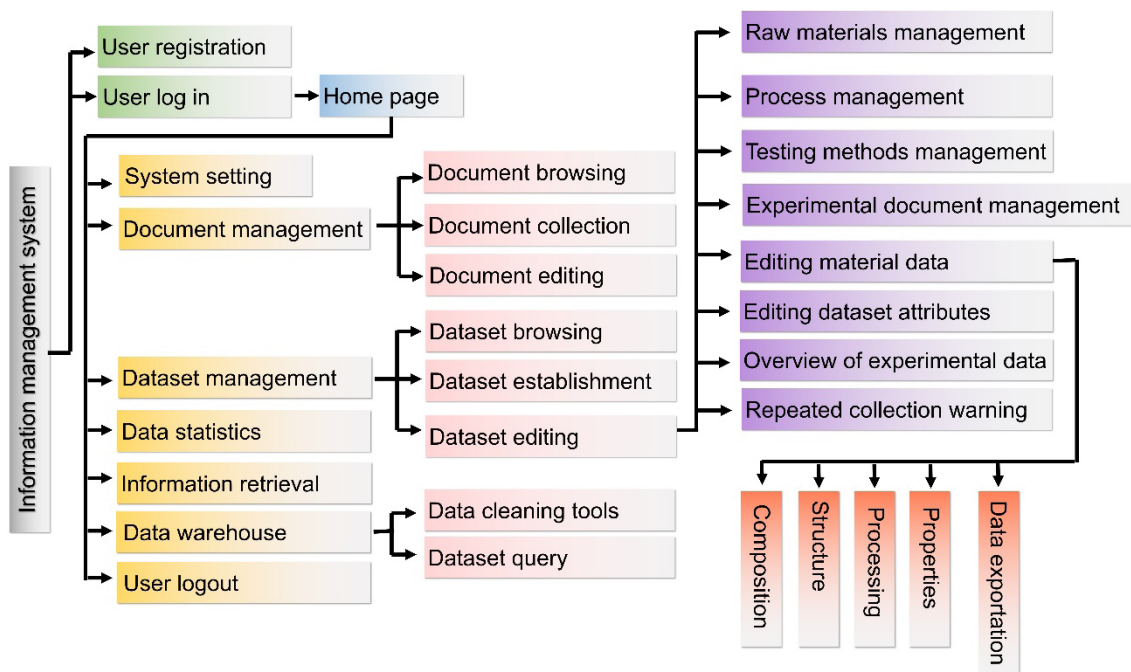 Information management system
User registration
User log in
Home page
System setting
Document management
Dataset management
Data statistics
Information retrieval
Data warehouse
User logout
Document browsing
Document collection
Document editing
Dataset browsing
Dataset establishment
Dataset editing
Data cleaning tools
Dataset query
Raw materials management
Process management
Testing methods management
Experimental document management
Editing material data
Editing dataset attributes
Overview of experimental data
Repeated collection warning
Composition
Structure
Processing
Properties
Data exportation